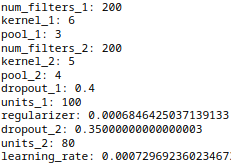 num_filters_1: 200
kernel_1: 6
pool_1: 3
num_filters_2: 200
kernel_2: 5
pool_2: 4
dropout_1: 0.4
units_1: 100
regularizer: 0.0006846425037139133
dropout_2: 0.35000000000000003
units_2: 80
learning_rate: 0.000729692360234672